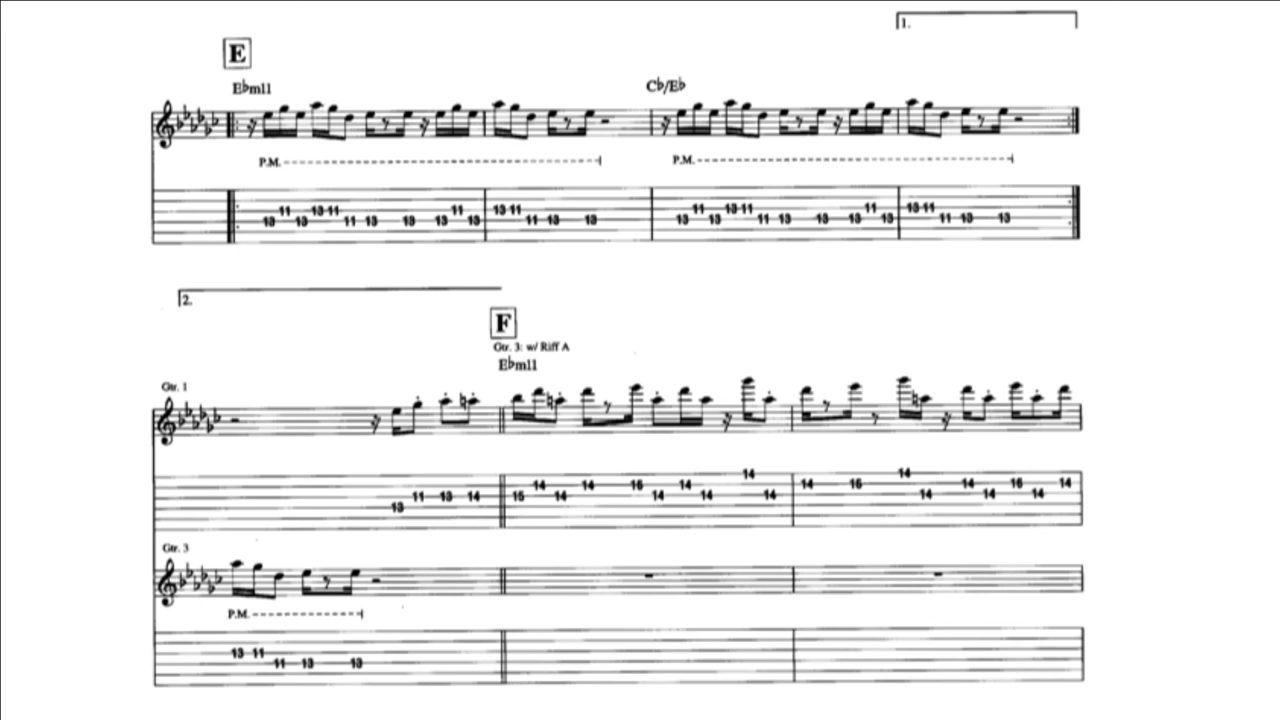 1.
E
E♭m11 C♭/E♭
P.M. P.M.
13 11 13 13 11 11 13 13 13 11 13 13 11 11 13 13 13 11 13 13 11 11 13 13 13 11 13 13 11 11 13 13
2.
F
Gtr. 3: w/ Riff A
E♭m11
Gtr. 1
13 11 13 14 15 14 14 14 16 14 14 14 14 14 14 16 14 14 14 14 16 14 14
Gtr. 3
P.M.
13 11 11 13 13